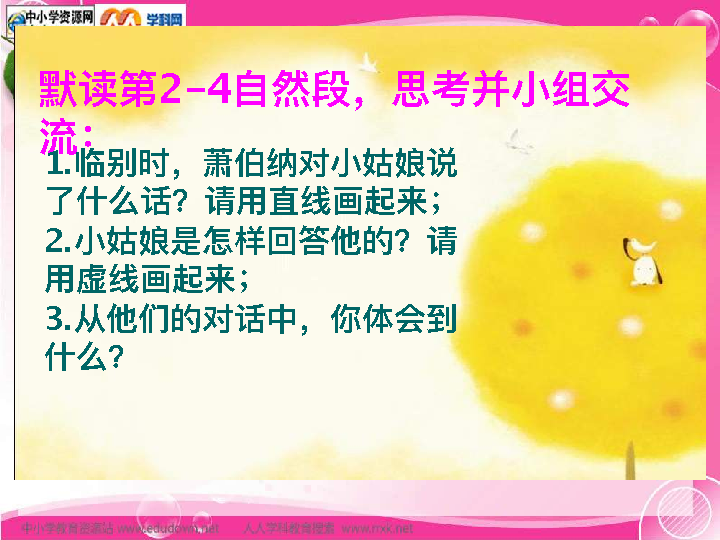 中小学资源网
学科网
默读第2-4自然段，思考并小组交
流：
1.临别时，萧伯纳对小姑娘说
了什么话？请用直线画起来；
2.小姑娘是怎样回答他的？请
用虚线画起来；
3.从他们的对话中，你体会到
什么？
中小学教育资源站 www.edudown.net 人人学科教育搜索 www.rrxk.net